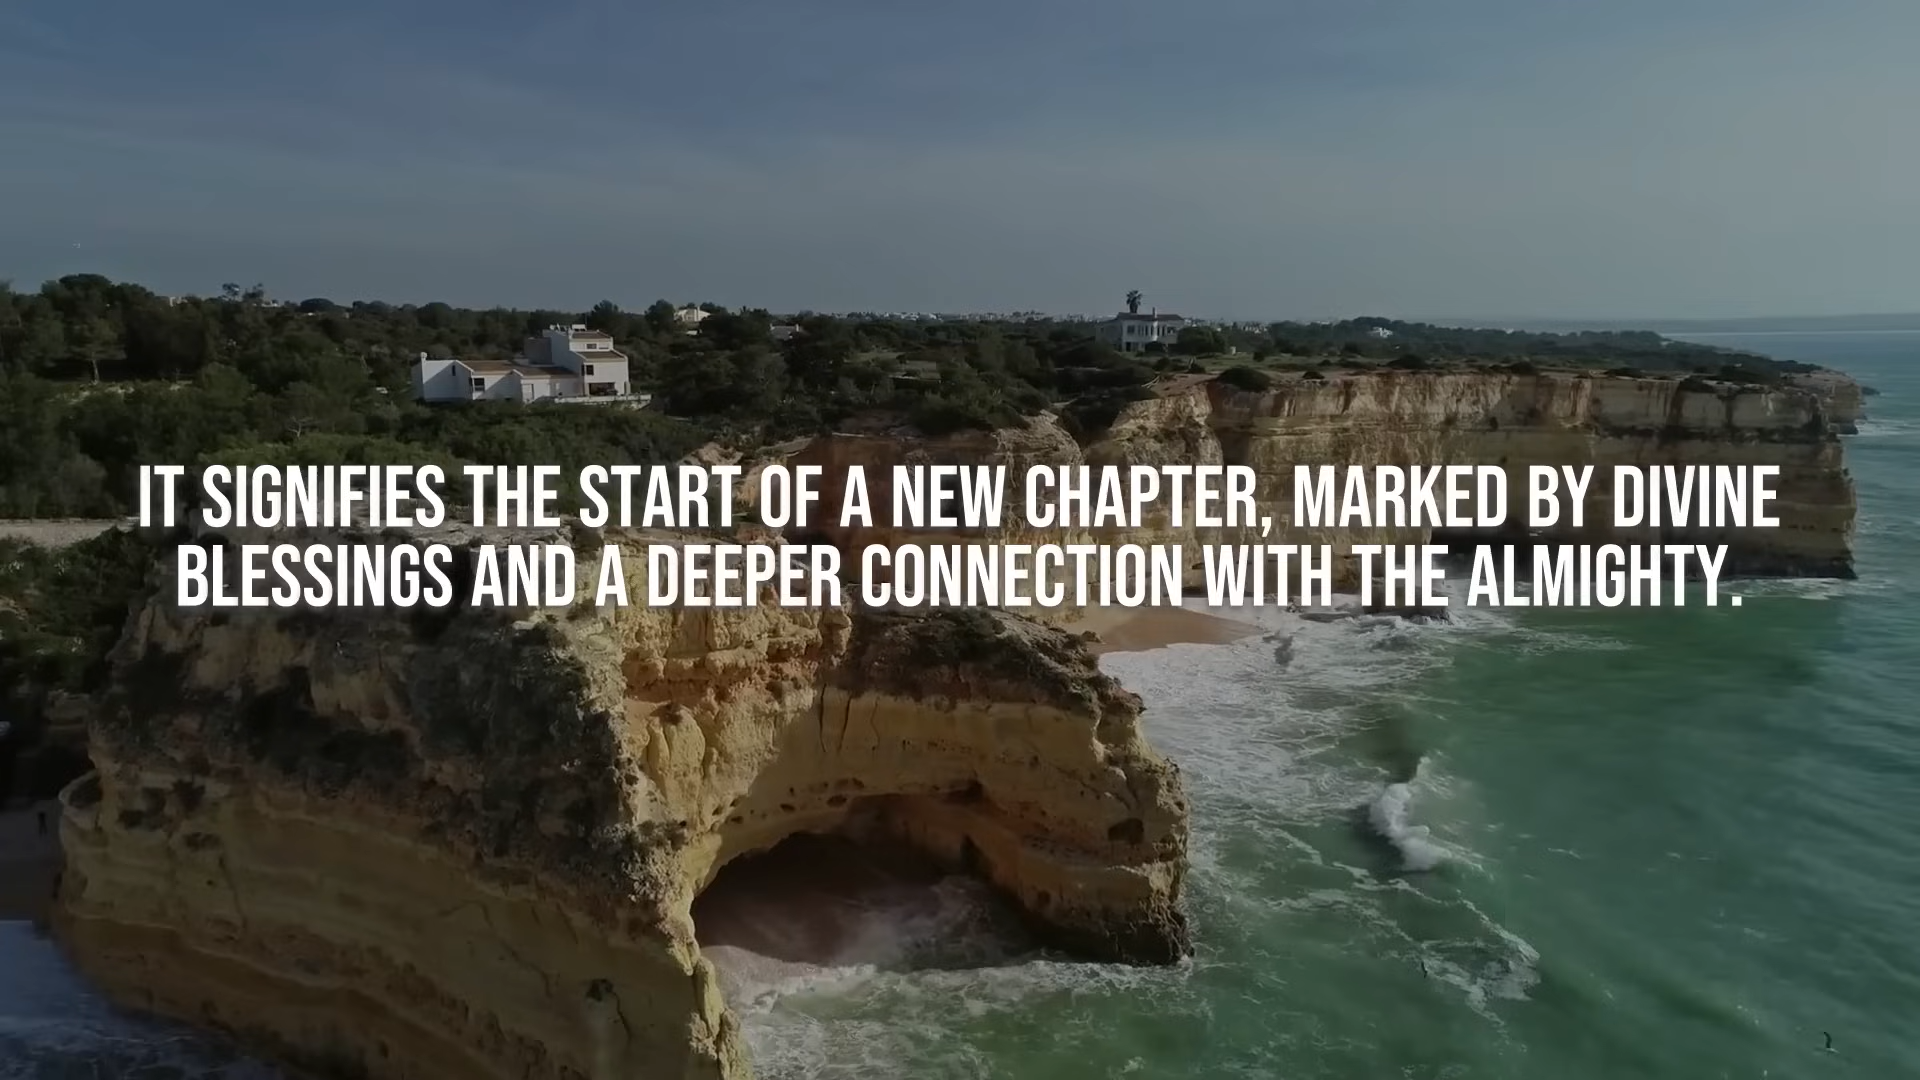 IT SIGNIFIES THE START OF A NEW CHAPTER, MARKED BY DIVINE
BLESSINGS AND A DEEPER CONNECTION WITH THE ALMIGHTY.